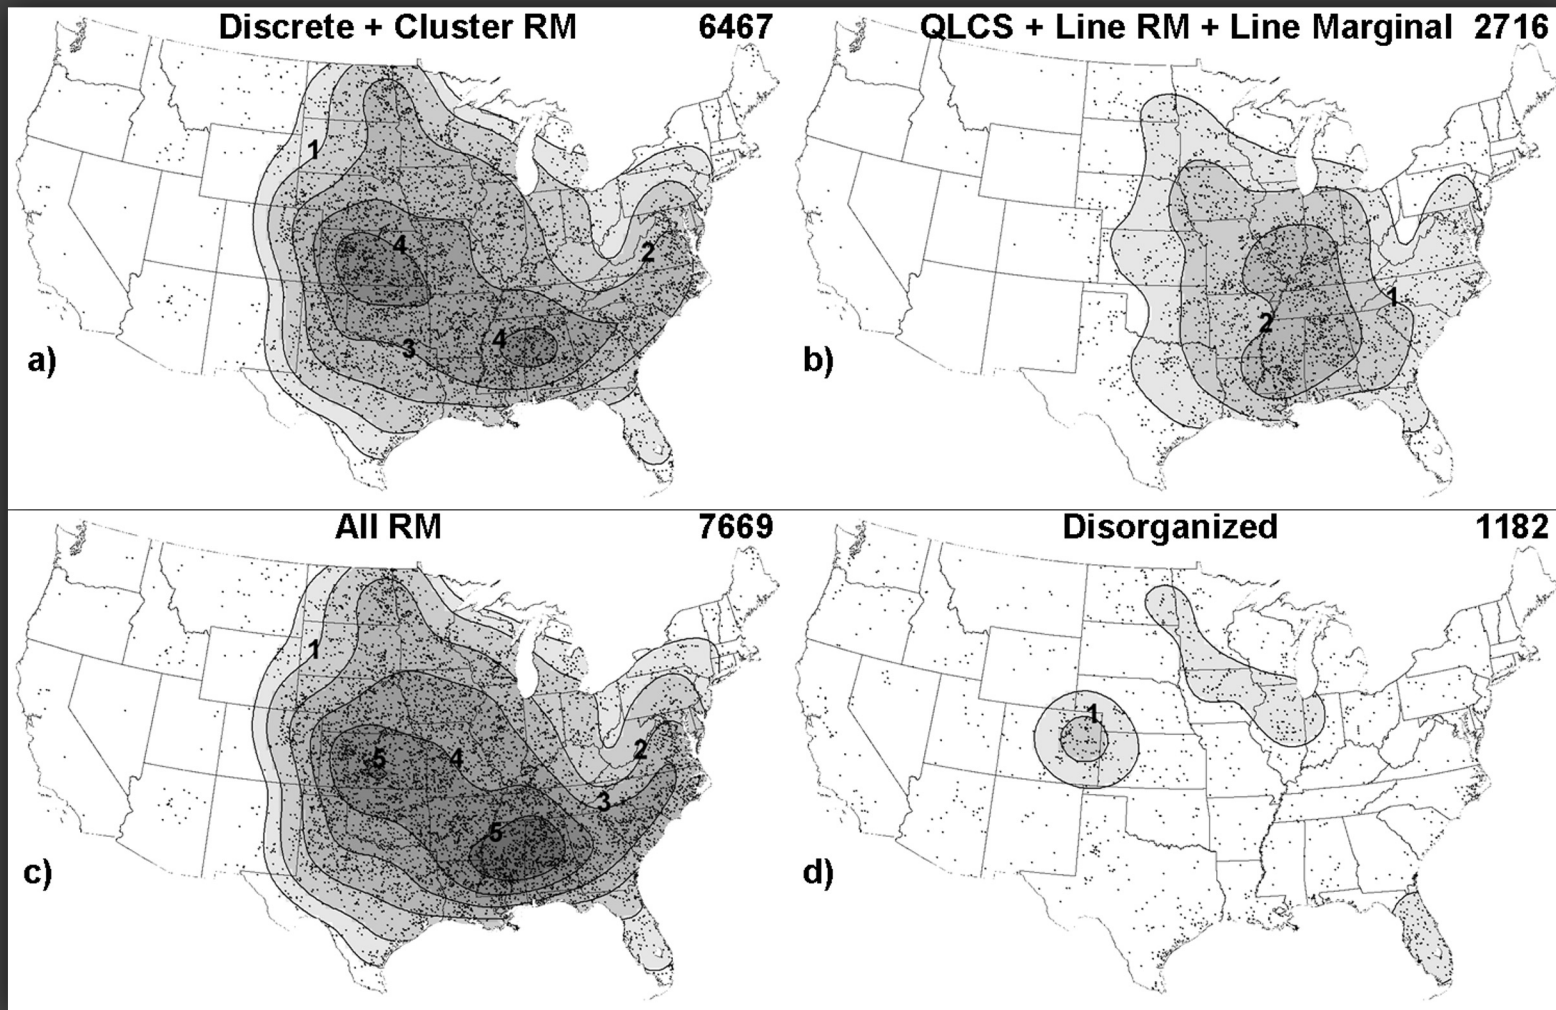 Discrete + Cluster RM 6467
1
4
2
4
3
a)
QLCS + Line RM + Line Marginal 2716
1
2
b)
All RM 7669
1
5
4
2
3
5
c)
Disorganized 1182
1
d)